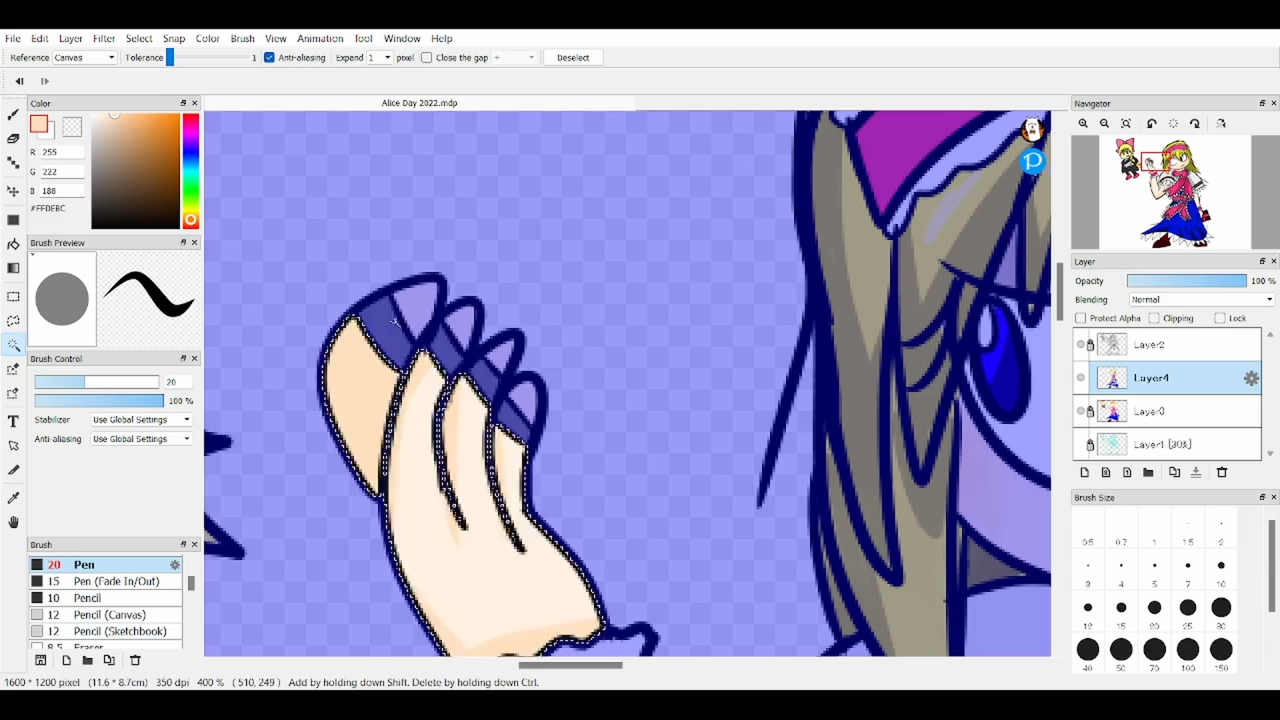 File Edit Layer Filter Select Snap Color Brush View Animation Tool Window Help
Reference Canvas Tolerance 1 Anti-aliasing Expand 1 pixel Close the gap + Deselect
Color
Alice Day 2022.mdp
Navigator
R 255
G 222
B 188
#FFDEBC
Brush Preview
Layer
Opacity 100 %
Blending Normal
Protect Alpha Clipping Lock
Layer2
Layer4
Layer3
Layer1 (30%)
Brush Control
20
100 %
Stabilizer Use Global Settings
Anti-aliasing Use Global Settings
Brush Size
0.5 0.7 1 1.5 2
3 4 5 7 10
12 15 20 25 30
40 50 70 100 150
Brush
20 Pen
15 Pen (Fade In/Out)
10 Pencil
12 Pencil (Canvas)
12 Pencil (Sketchbook)
8.5 Eraser
1600 * 1200 pixel (11.6 * 8.7cm) 350 dpi 400 % ( 510, 249 ) Add by holding down Shift. Delete by holding down Ctrl.